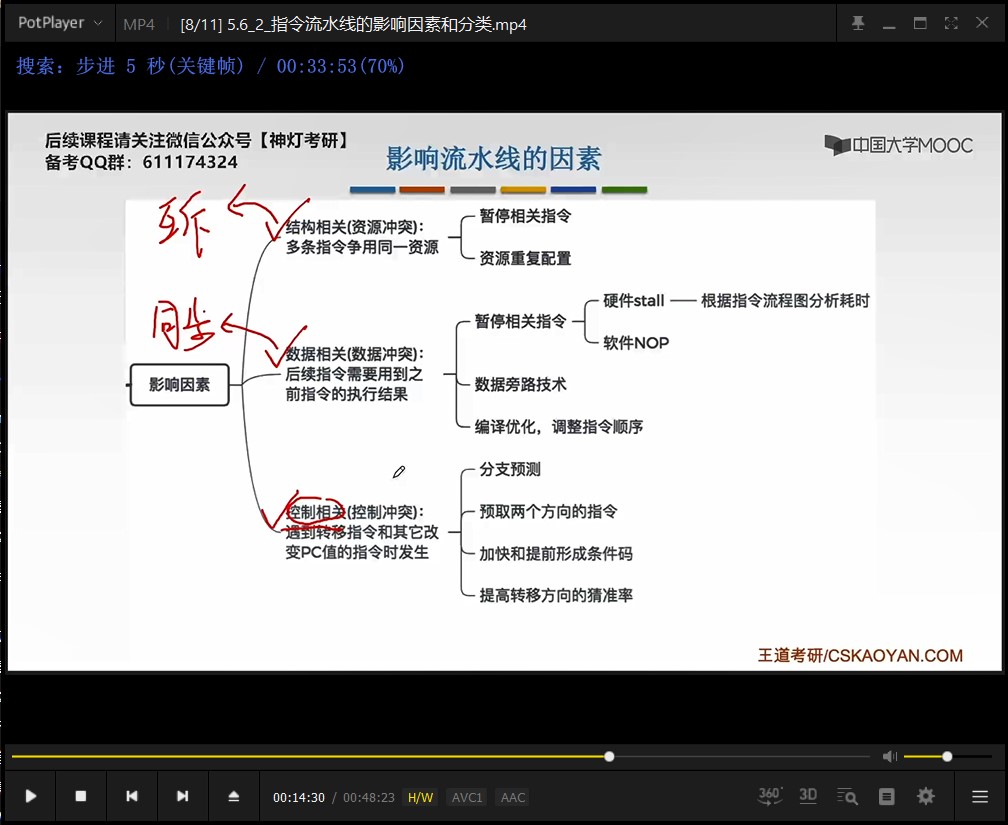 PotPlayer
MP4
[8/11] 5.6_2_指令流水线的影响因素和分类.mp4
搜索：步进 5 秒(关键帧) / 00:33:53(70%)
后续课程请关注微信公众号【神灯考研】
备考QQ群：611174324
影响流水线的因素
中国大学MOOC
互斥
结构相关(资源冲突):
多条指令争用同一资源
暂停相关指令
资源重复配置
同步
数据相关(数据冲突):
后续指令需要用到之
前指令的执行结果
暂停相关指令
硬件stall
根据指令流程图分析耗时
软件NOP
数据旁路技术
编译优化，调整指令顺序
影响因素
控制相关(控制冲突):
遇到转移指令和其它改
变PC值的指令时发生
分支预测
预取两个方向的指令
加快和提前形成条件码
提高转移方向的猜准率
王道考研/CSKAOYAN.COM
00:14:30 / 00:48:23 H/W AVC1 AAC
360°
3D